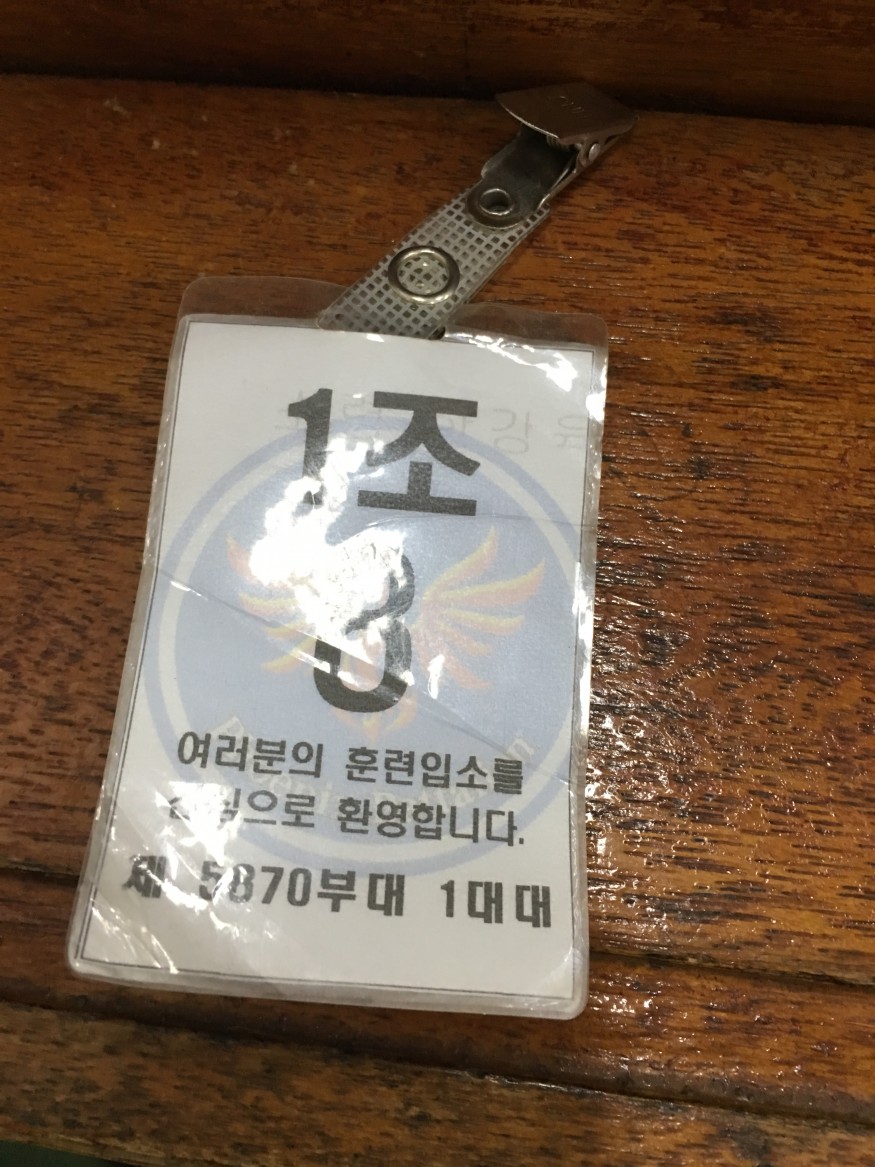 1조
3
여러분의 훈련입소를
환영합니다.
제 5870부대 1대대